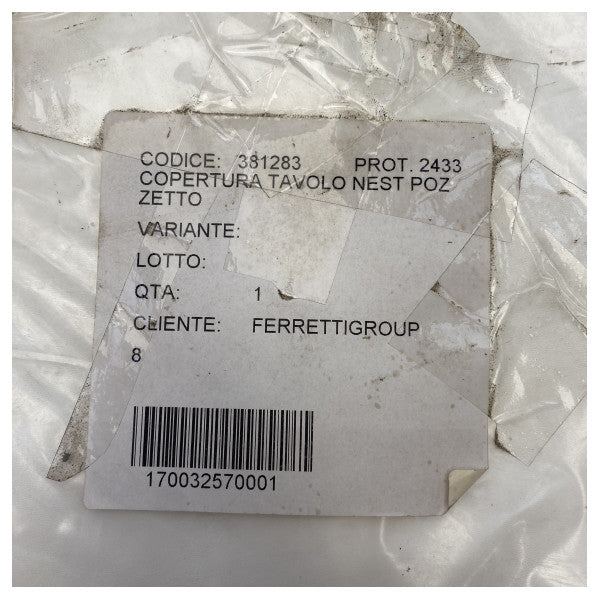 CODICE: 381283 PROT. 2433
COPERTURA TAVOLO NEST POZ
ZETTO
VARIANTE:
LOTTO:
QTA: 1
CLIENTE: FERRETTIGROUP
8
170032570001